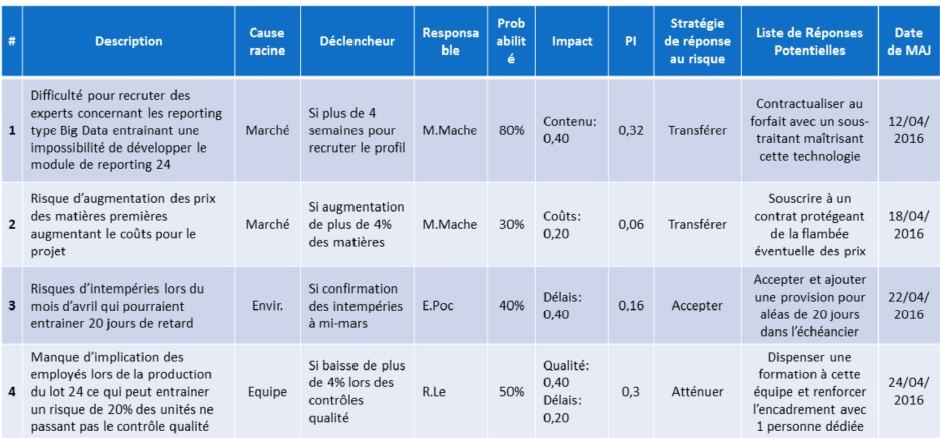 #
Description
Cause
racine
Déclencheur
Responsa
ble
Prob
abilit
é
Impact
PI
Stratégie
de réponse
au risque
Liste de Réponses
Potentielles
Date
de MAJ
1
Difficulté pour recruter des
experts concernant les reporting
type Big Data entrainant une
impossibilité de développer le
module de reporting 24
Marché
Si plus de 4
semaines pour
recruter le profil
M.Mache
80%
Contenu:
0,40
0,32
Transférer
Contractualiser au
forfait avec un sous-
traitant maîtrisant
cette technologie
12/04/
2016
2
Risque d'augmentation des prix
des matières premières
augmentant le coûts pour le
projet
Marché
Si augmentation
de plus de 4%
des matières
M.Mache
30%
Coûts:
0,20
0,06
Transférer
Souscrire à un
contrat protégeant
de la flambée
éventuelle des prix
18/04/
2016
3
Risques d'intempéries lors du
mois d'avril qui pourraient
entrainer 20 jours de retard
Envir.
Si confirmation
des intempéries
à mi-mars
E.Poc
40%
Délais:
0,40
0,16
Accepter
Accepter et ajouter
une provision pour
aléas de 20 jours
dans l'échéancier
22/04/
2016
4
Manque d'implication des
employés lors de la production
du lot 24 ce qui peut entrainer
un risque de 20% des unités ne
passant pas le contrôle qualité
Equipe
Si baisse de plus
de 4% lors des
contrôles
qualité
R.Le
50%
Qualité:
0,40
Délais:
0,20
0,3
Atténuer
Dispenser une
formation à cette
équipe et renforcer
l'encadrement avec
1 personne dédiée
24/04/
2016